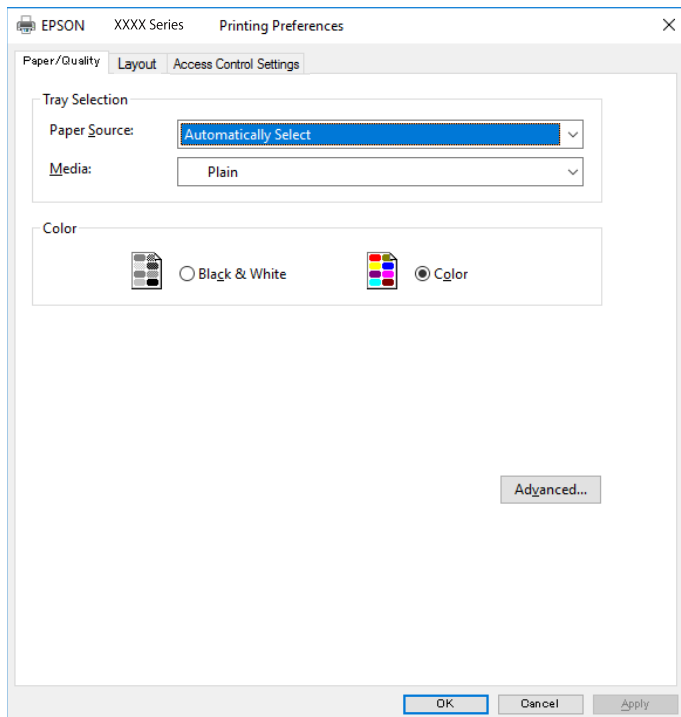 EPSON XXXX Series Printing Preferences
Paper/Quality Layout Access Control Settings
Tray Selection
Paper Source: Automatically Select
Media: Plain
Color
Black & White Color
Advanced...
OK Cancel Apply